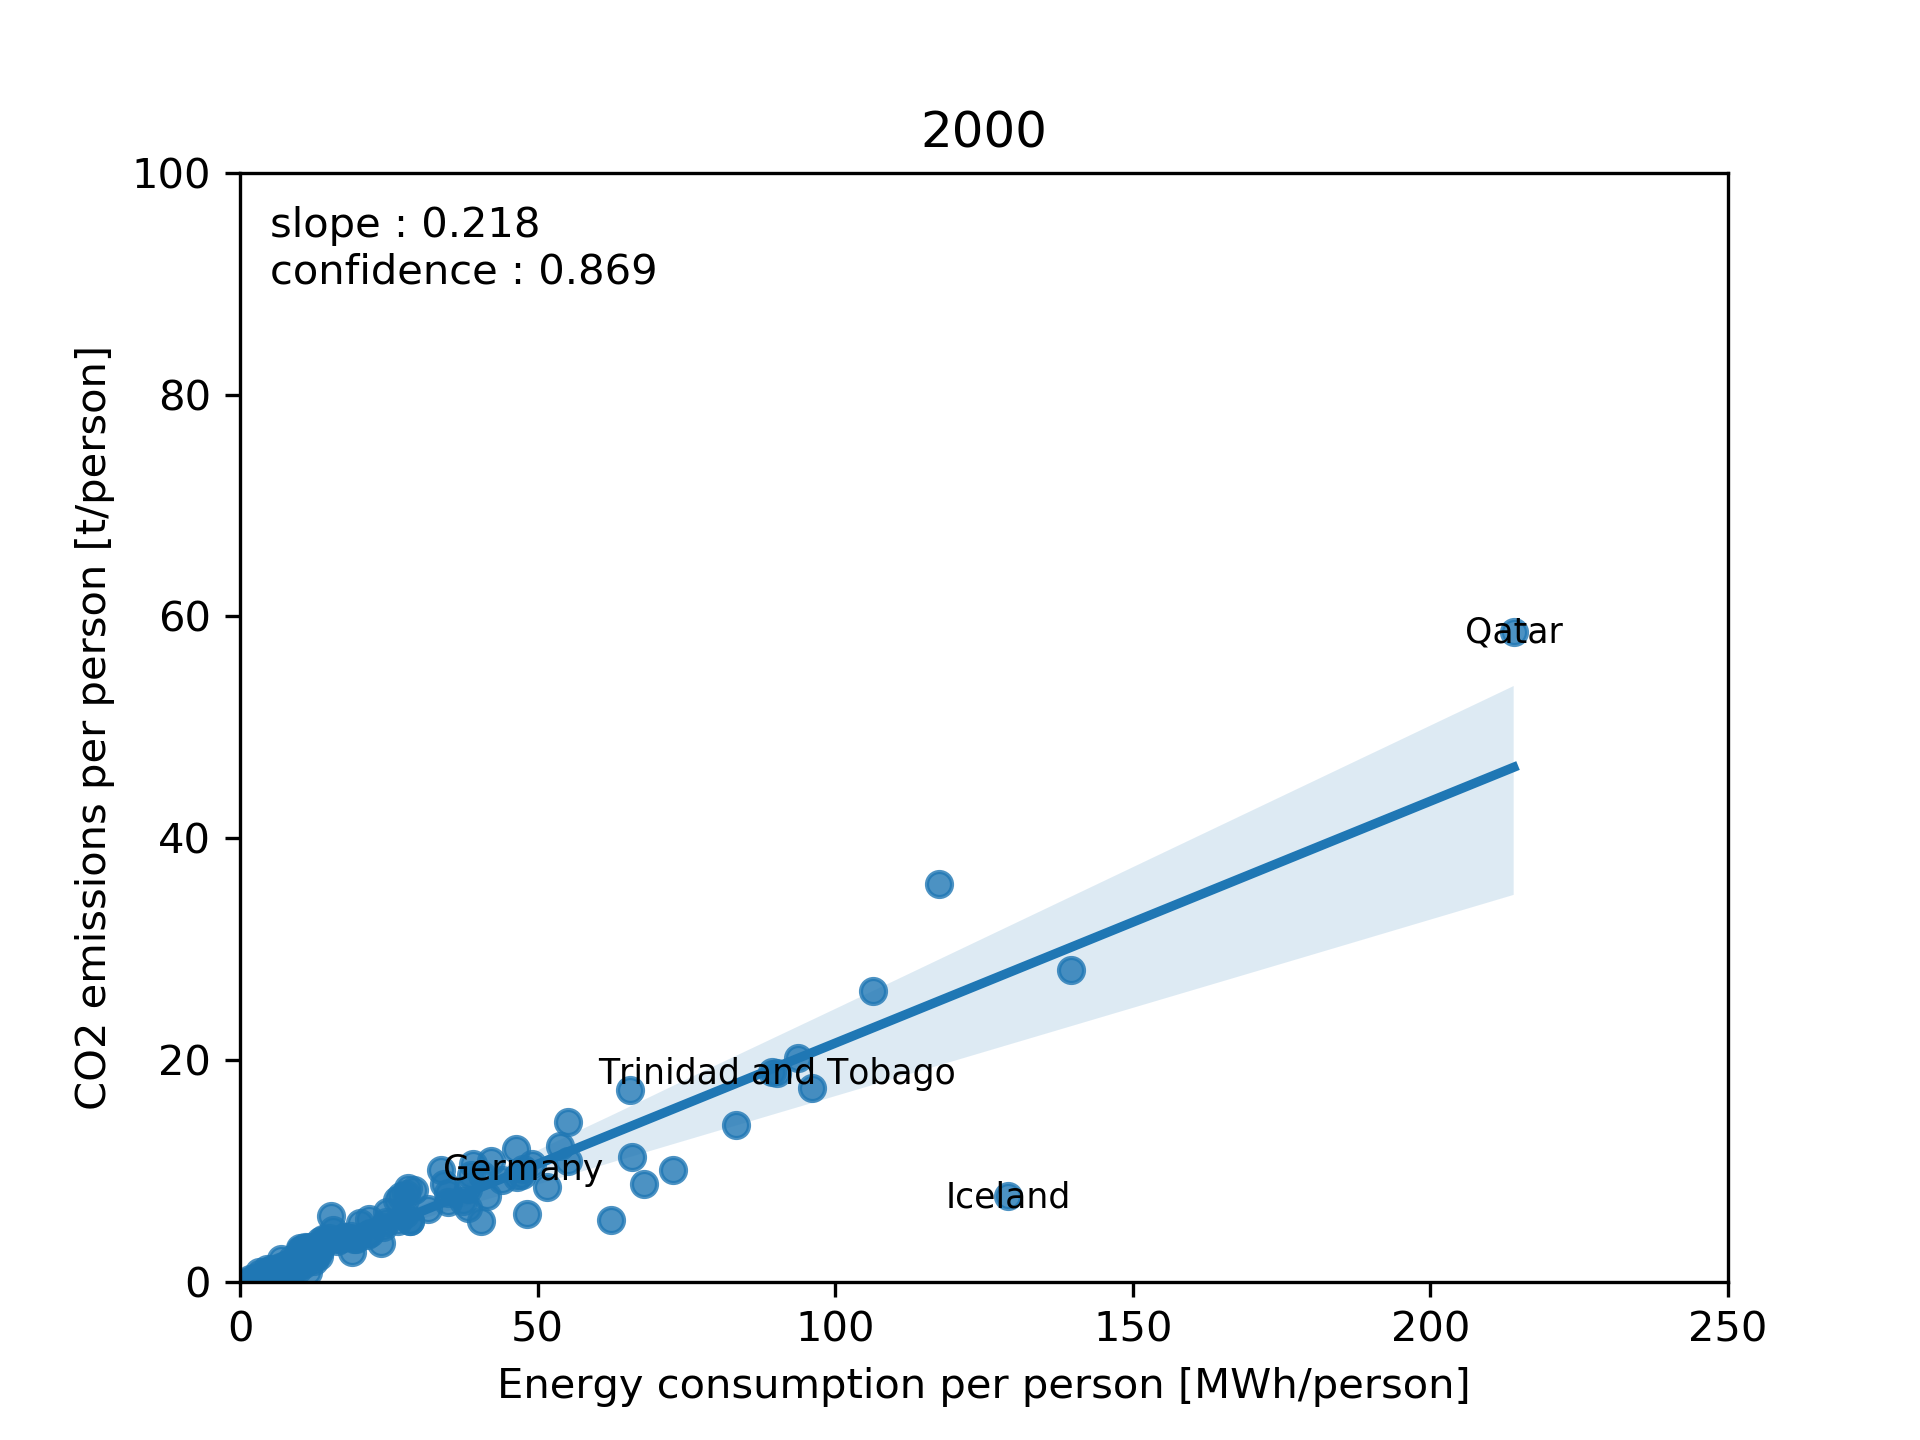 2000
slope : 0.218
confidence : 0.869
100
80
60
40
20
0
CO2 emissions per person [t/person]
Qatar
Trinidad and Tobago
Germany
Iceland
0 50 100 150 200 250
Energy consumption per person [MWh/person]